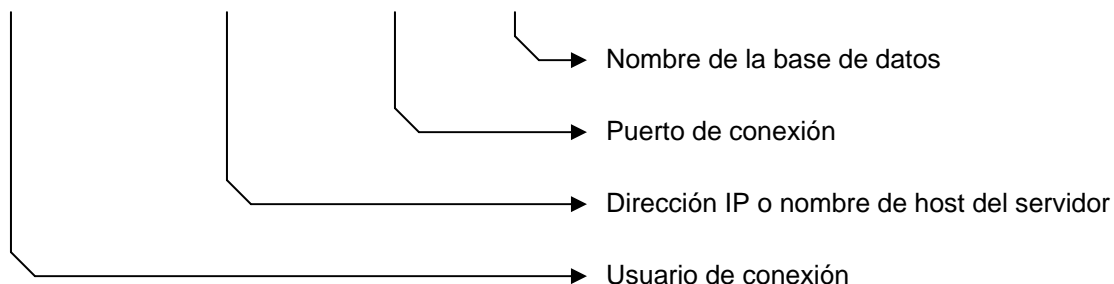 Nombre de la base de datos
Puerto de conexión
Dirección IP o nombre de host del servidor
Usuario de conexión